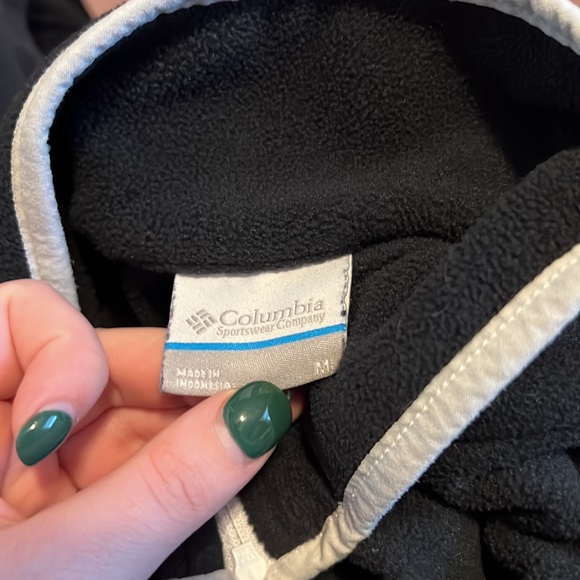 Columbia
Sportswear Company
M
MADE IN
INDONESIA